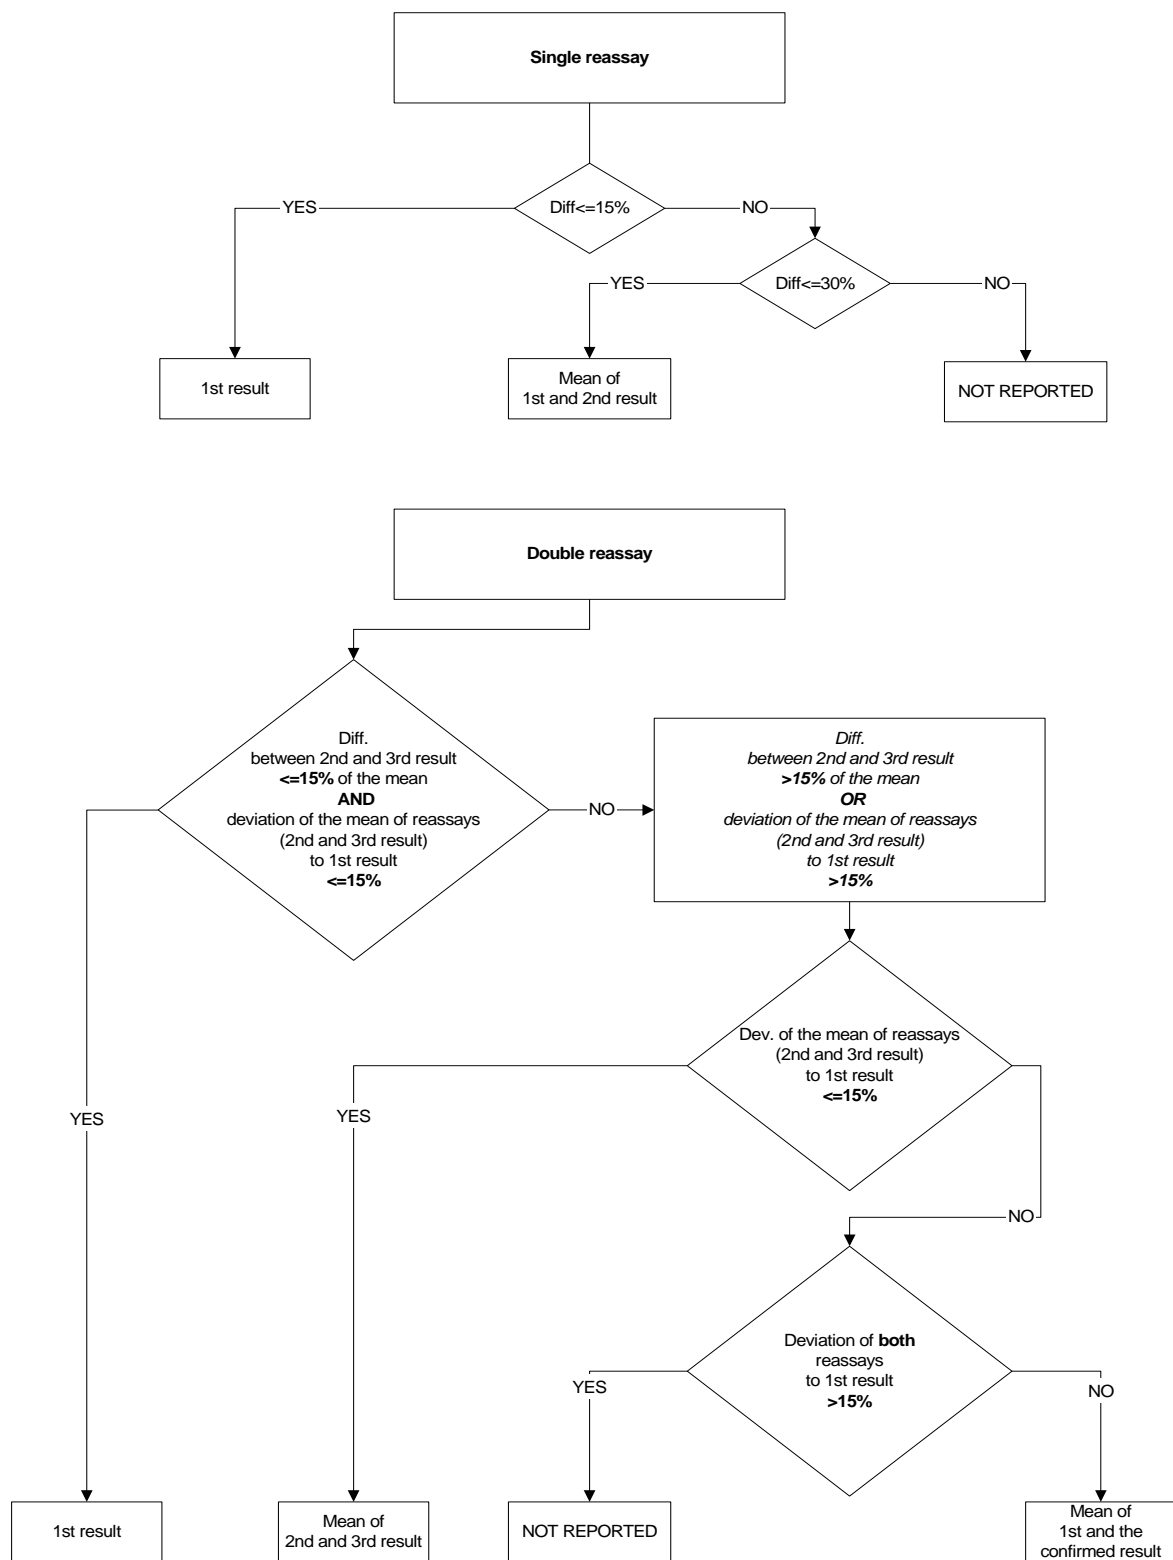 Single reassay
Diff<=15%
YES
NO
Diff<=30%
YES
NO
1st result
Mean of
1st and 2nd result
NOT REPORTED
Double reassay
Diff.
between 2nd and 3rd result
<=15% of the mean
AND
deviation of the mean of reassays
(2nd and 3rd result)
to 1st result
<=15%
NO
Diff.
between 2nd and 3rd result
>15% of the mean
OR
deviation of the mean of reassays
(2nd and 3rd result)
to 1st result
>15%
Dev. of the mean of reassays
(2nd and 3rd result)
to 1st result
<=15%
YES
YES
NO
Deviation of both
reassays
to 1st result
>15%
YES
NO
1st result
Mean of
2nd and 3rd result
NOT REPORTED
Mean of
1st and the
confirmed result